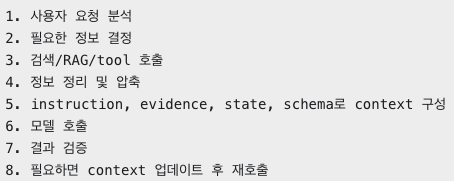 1. 사용자 요청 분석
2. 필요한 정보 결정
3. 검색/RAG/tool 호출
4. 정보 정리 및 압축
5. instruction, evidence, state, schema로 context 구성
6. 모델 호출
7. 결과 검증
8. 필요하면 context 업데이트 후 재호출